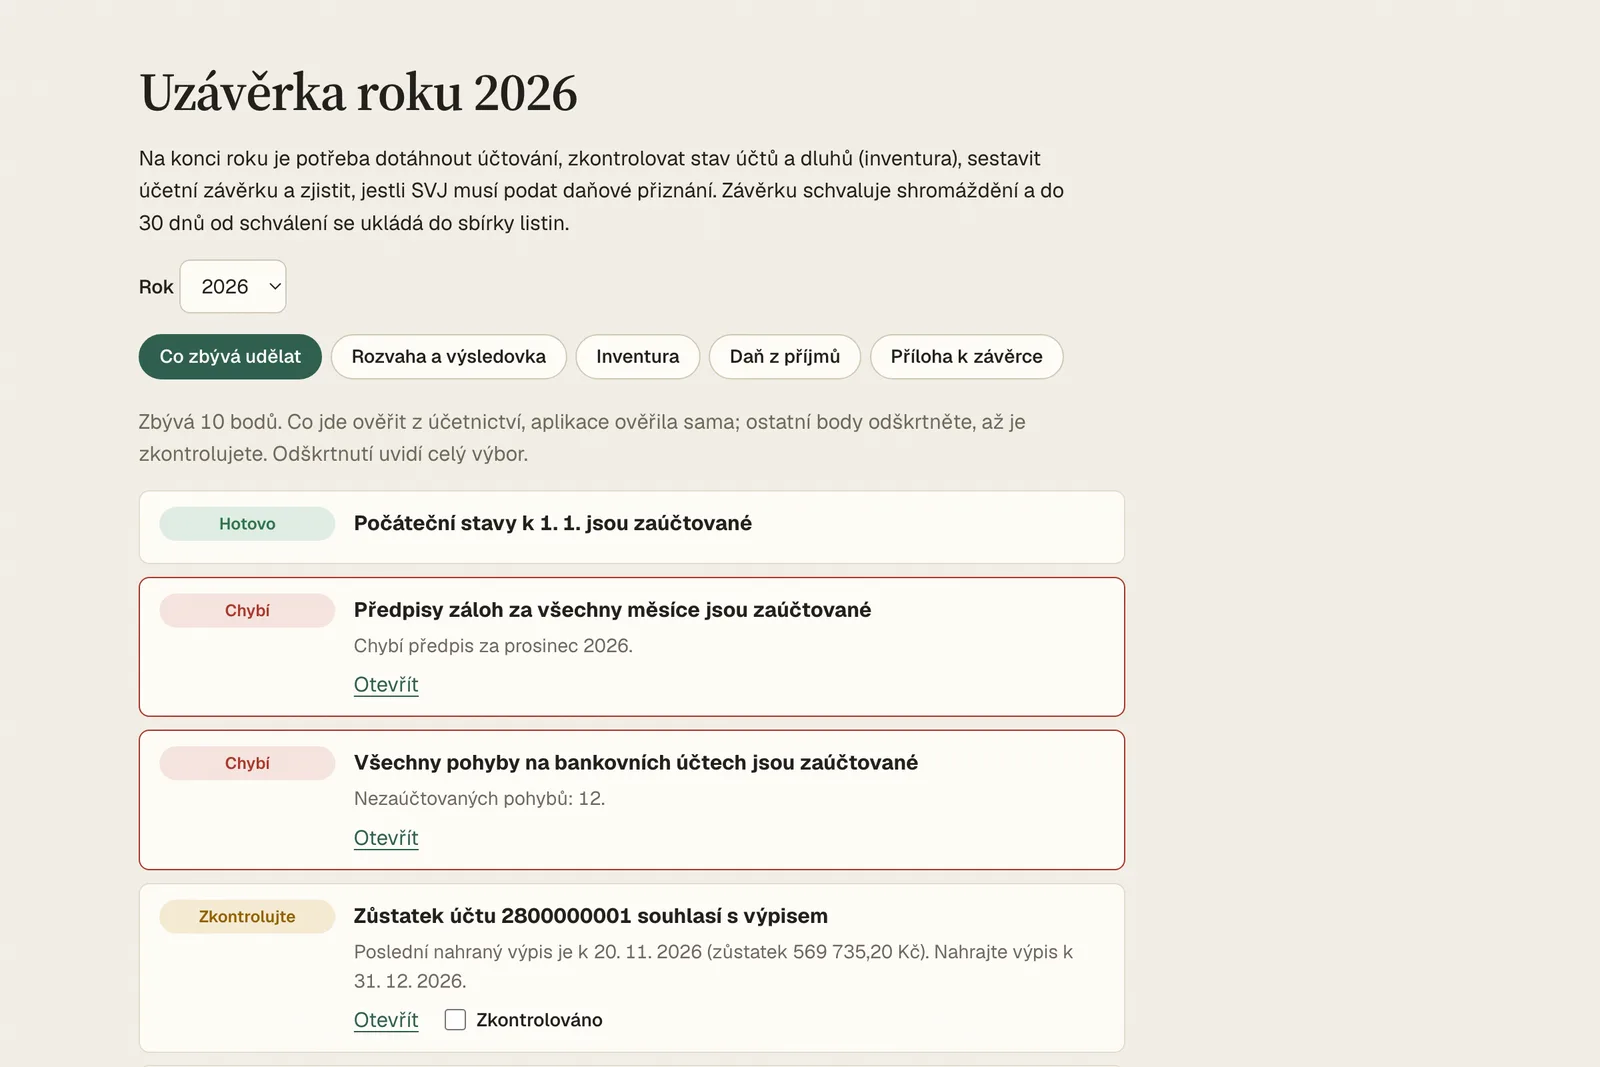 Uzávěrka roku 2026
Na konci roku je potřeba dotáhnout účtování, zkontrolovat stav účtů a dluhů (inventura), sestavit
účetní závěrku a zjistit, jestli SVJ musí podat daňové přiznání. Závěrku schvaluje shromáždění a do
30 dnů od schválení se ukládá do sbírky listin.
Rok 2026
Co zbývá udělat Rozvaha a výsledovka Inventura Daň z příjmů Příloha k závěrce
Zbývá 10 bodů. Co jde ověřit z účetnictví, aplikace ověřila sama; ostatní body odškrtněte, až je
zkontrolujete. Odškrtnutí uvidí celý výbor.
Hotovo Počáteční stavy k 1. 1. jsou zaúčtované
Chybí Předpisy záloh za všechny měsíce jsou zaúčtované
Chybí předpis za prosinec 2026.
Otevřít
Chybí Všechny pohyby na bankovních účtech jsou zaúčtované
Nezaúčtovaných pohybů: 12.
Otevřít
Zkontrolujte Zůstatek účtu 2800000001 souhlasí s výpisem
Poslední nahraný výpis je k 20. 11. 2026 (zůstatek 569 735,20 Kč). Nahrajte výpis k
31. 12. 2026.
Otevřít Zkontrolováno